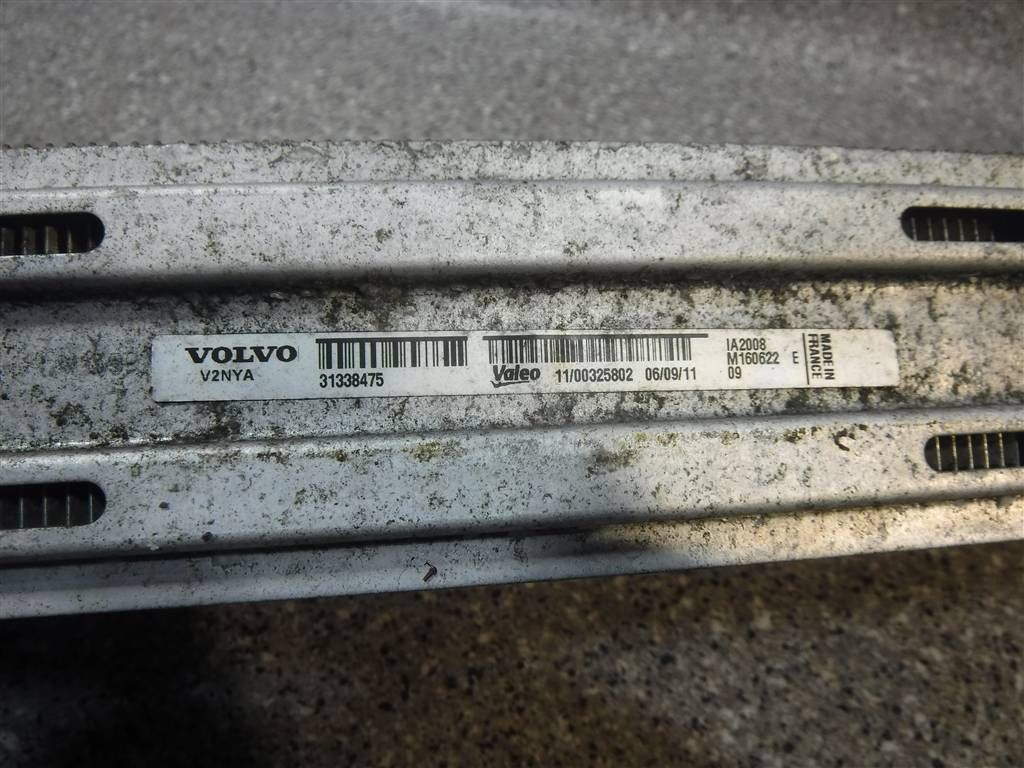 VOLVO
V2NYA
31338475
Valeo 11/00325802 06/09/11
IA2008
M160622 E
09
MADE IN
FRANCE